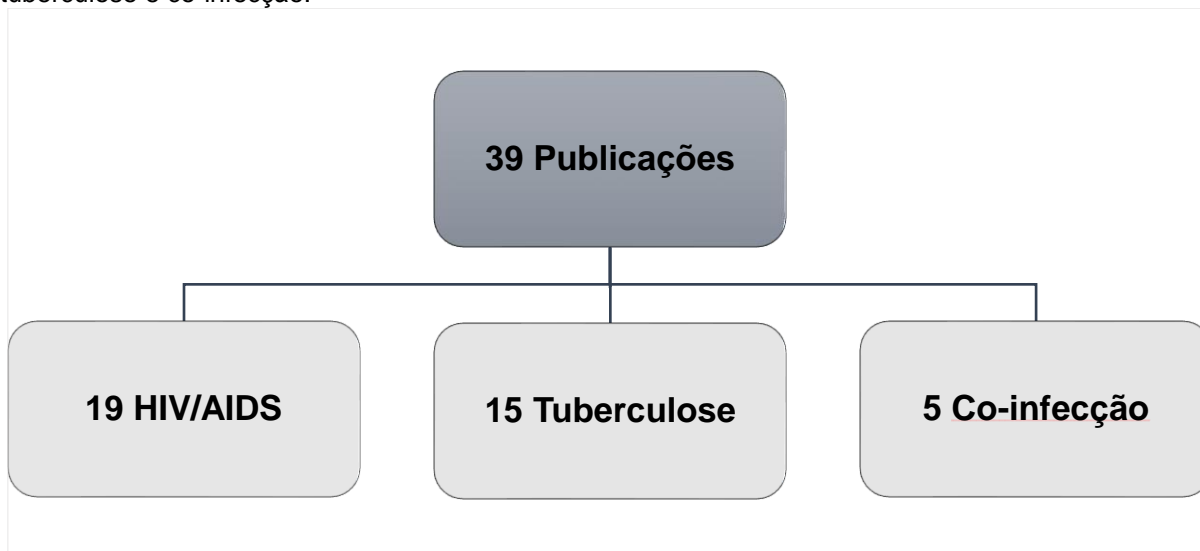 tuberculose e co-infecção.
39 Publicações
19 HIV/AIDS
15 Tuberculose
5 Co-infecção